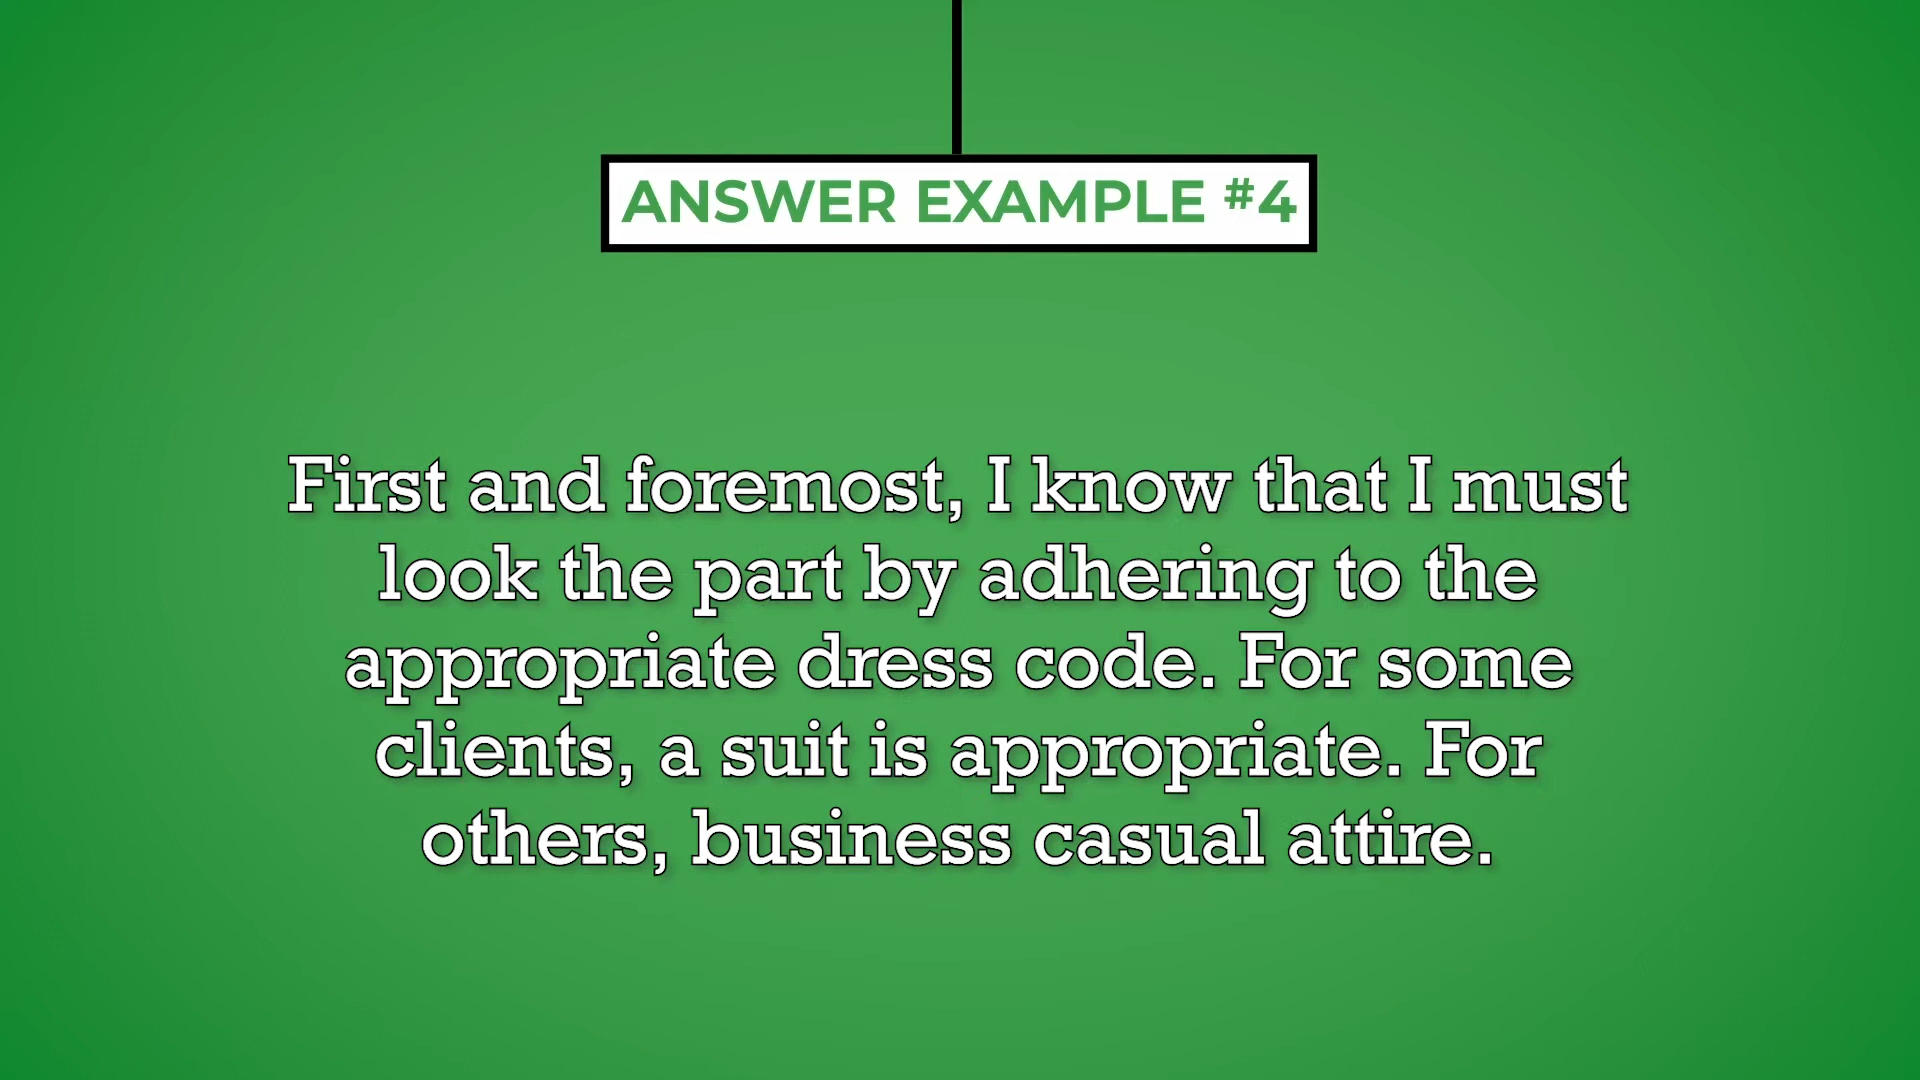 ANSWER EXAMPLE #4
First and foremost, I know that I must
look the part by adhering to the
appropriate dress code. For some
clients, a suit is appropriate. For
others, business casual attire.